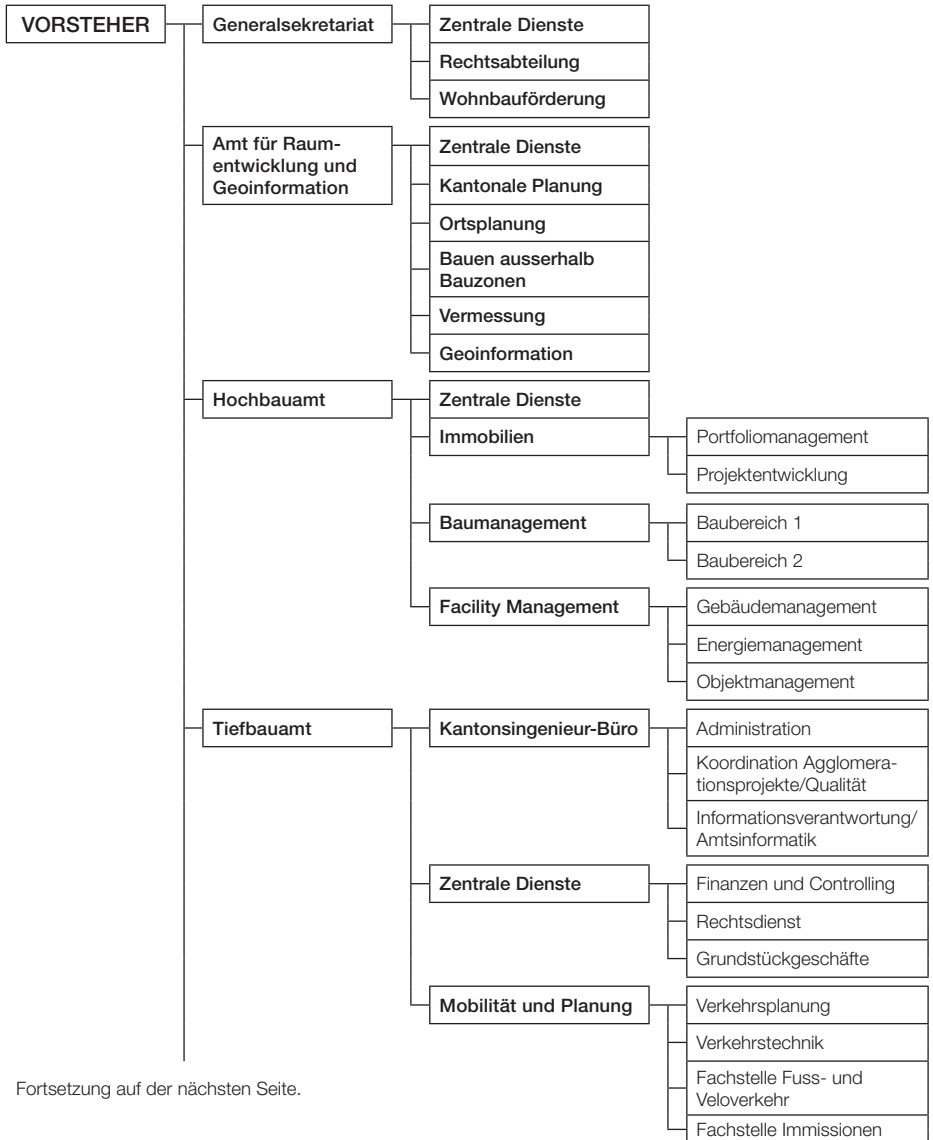 VORSTEHER
Generalsekretariat
Zentrale Dienste
Rechtsabteilung
Wohnbauförderung
Amt für Raum-
entwicklung und
Geoinformation
Zentrale Dienste
Kantonale Planung
Ortsplanung
Bauen ausserhalb
Bauzonen
Vermessung
Geoinformation
Hochbauamt
Zentrale Dienste
Immobilien
Portfoliomanagement
Projektentwicklung
Baumanagement
Baubereich 1
Baubereich 2
Facility Management
Gebäudemanagement
Energiemanagement
Objektmanagement
Tiefbauamt
Kantonsingenieur-Büro
Administration
Koordination Agglomera-
tionsprojekte/Qualität
Informationsverantwortung/
Amtsinformatik
Zentrale Dienste
Finanzen und Controlling
Rechtsdienst
Grundstückgeschäfte
Mobilität und Planung
Verkehrsplanung
Verkehrstechnik
Fachstelle Fuss- und
Veloverkehr
Fachstelle Immissionen
Fortsetzung auf der nächsten Seite.